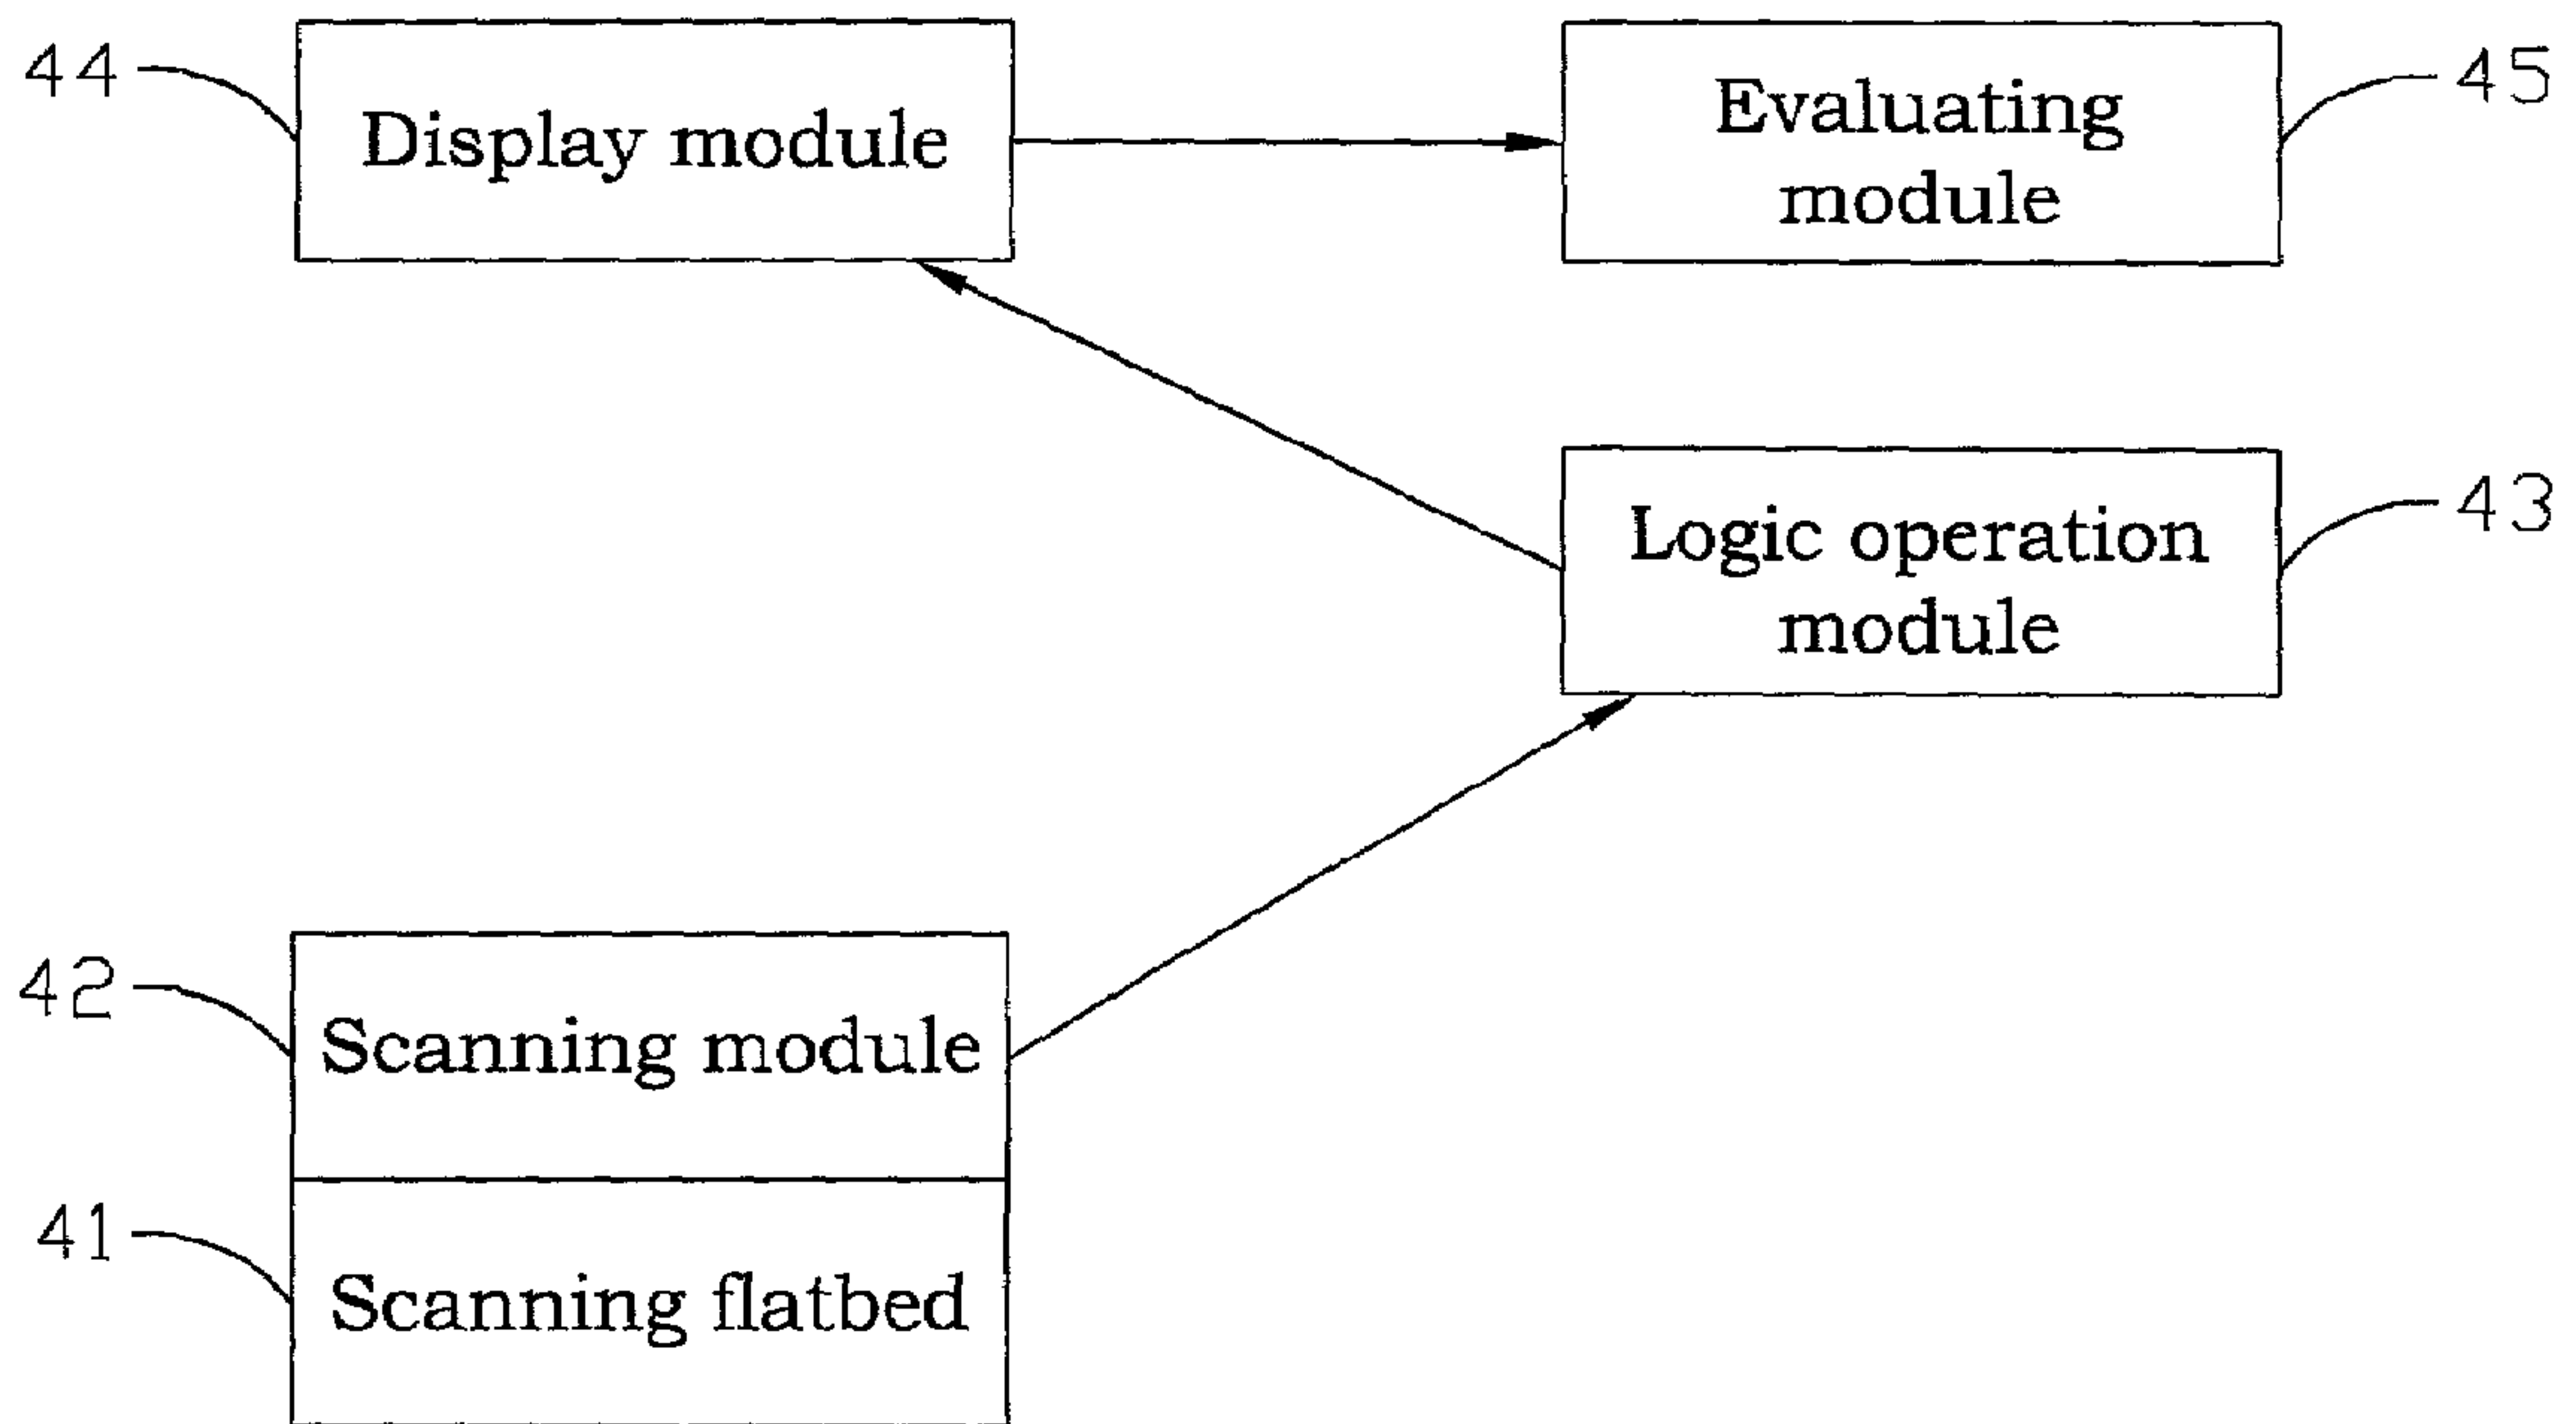 44
Display module
Evaluating
module
45
Logic operation
module
43
42
Scanning module
41
Scanning flatbed